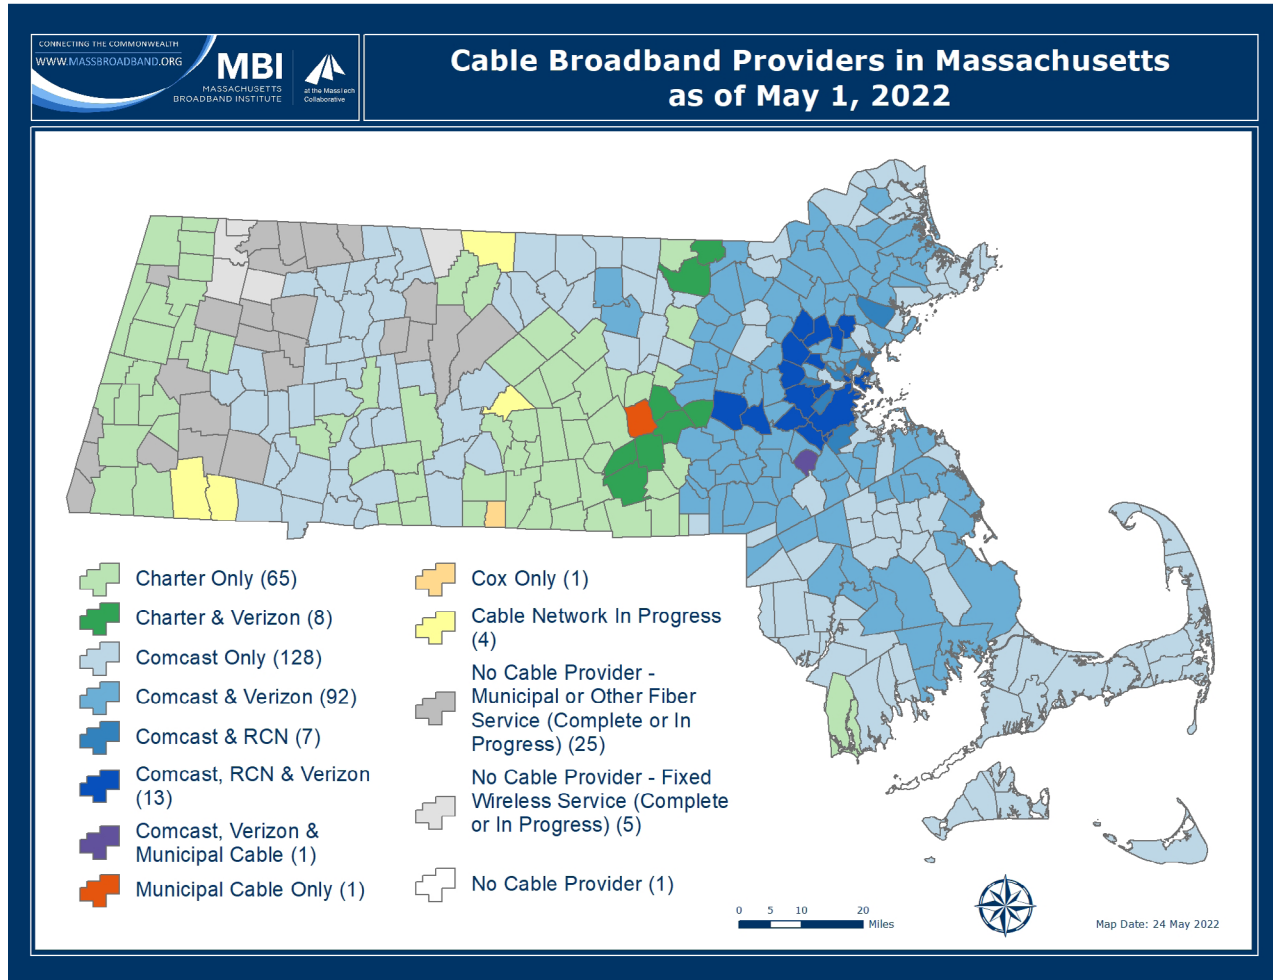 CONNECTING THE COMMONWEALTH
WWW.MASSBROADBAND.ORG
MBI
MASSACHUSETTS
BROADBAND INSTITUTE
at the MassTech
Collaborative
Cable Broadband Providers in Massachusetts
as of May 1, 2022
Charter Only (65)
Charter & Verizon (8)
Comcast Only (128)
Comcast & Verizon (92)
Comcast & RCN (7)
Comcast, RCN & Verizon
(13)
Comcast, Verizon &
Municipal Cable (1)
Municipal Cable Only (1)
Cox Only (1)
Cable Network In Progress
(4)
No Cable Provider -
Municipal or Other Fiber
Service (Complete or In
Progress) (25)
No Cable Provider - Fixed
Wireless Service (Complete
or In Progress) (5)
No Cable Provider (1)
0 5 10 20
Miles
Map Date: 24 May 2022